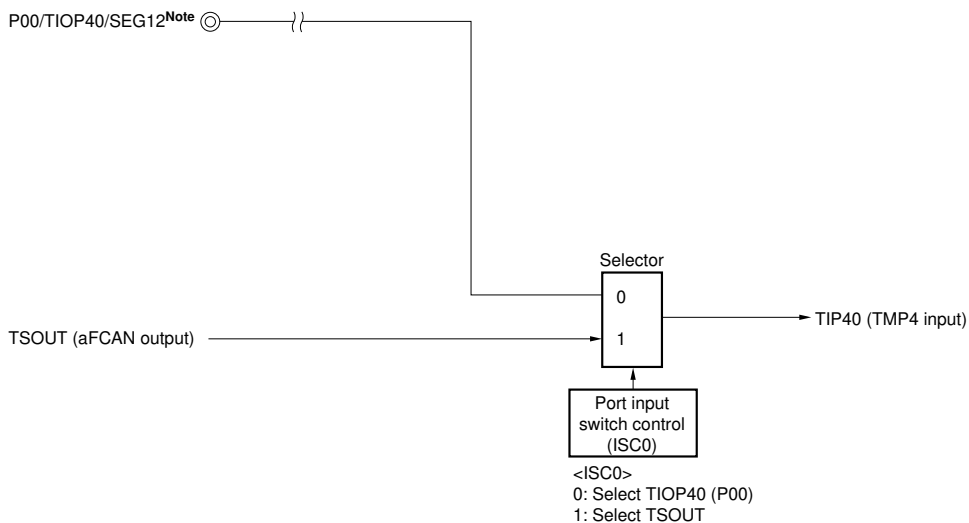 P00/TIOP40/SEG12Note
Selector
0
TIP40 (TMP4 input)
TSOUT (aFCAN output)
1
Port input
switch control
(ISC0)
<ISC0>
0: Select TIOP40 (P00)
1: Select TSOUT